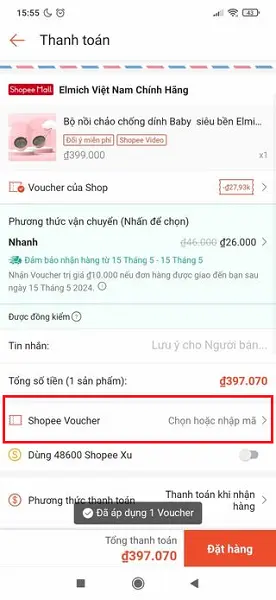 15:55
43
Thanh toán
Shopee Mall Elmich Việt Nam Chính Hãng
Bộ nồi chảo chống dính Baby siêu bền Elmi...
Đổi ý miễn phí Shopee Video
₫399.000 x1
Voucher của Shop -₫27,93k
Phương thức vận chuyển (Nhấn để chọn)
Nhanh ₫46.000 ₫26.000
Đảm bảo nhận hàng từ 15 Tháng 5 - 15 Tháng 5
Nhận Voucher trị giá ₫10.000 nếu đơn hàng được giao đến bạn sau
ngày 15 Tháng 5 2024.
Được đồng kiểm
Tin nhắn: Lưu ý cho Người bán...
Tổng số tiền (1 sản phẩm): ₫397.070
Shopee Voucher Chọn hoặc nhập mã
Dùng 48600 Shopee Xu
Phương thức thanh toán Thanh toán khi nhận
hàng
Đã áp dụng 1 Voucher
Tổng thanh toán
₫397.070
Đặt hàng